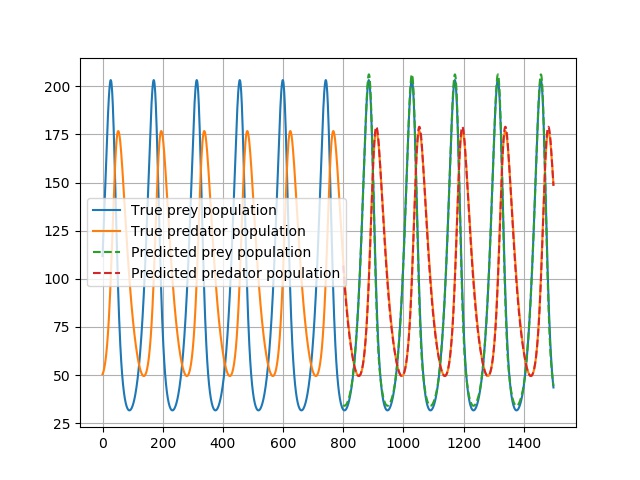 200
175
150
125
100
75
50
25
True prey population
True predator population
Predicted prey population
Predicted predator population
0 200 400 600 800 1000 1200 1400